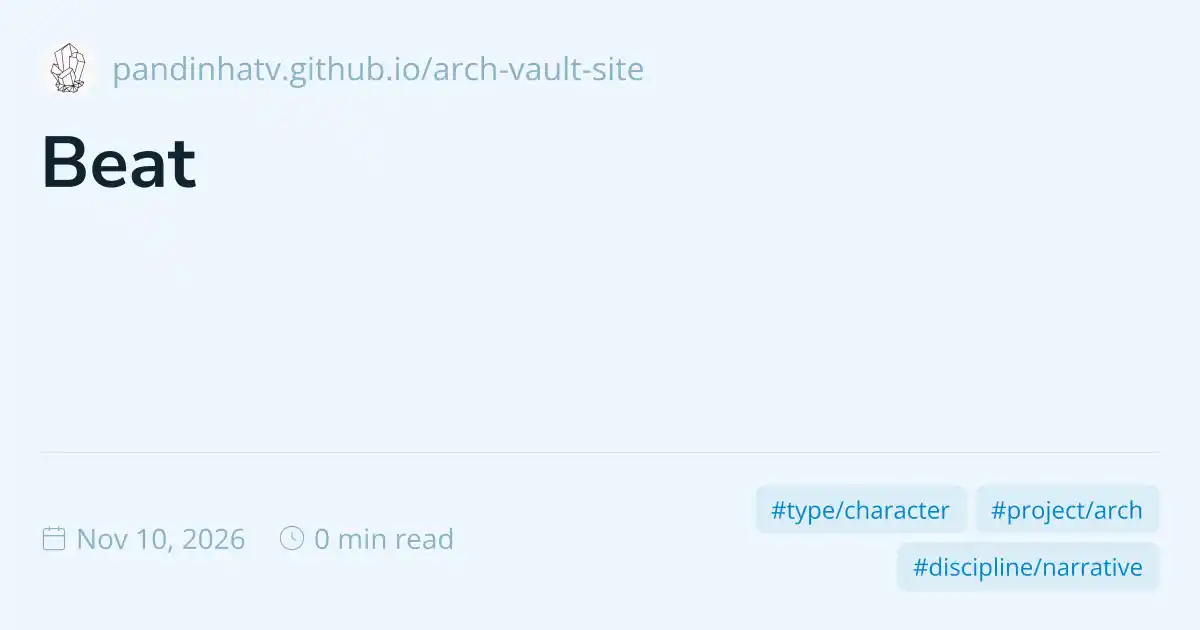 pandinhatv.github.io/arch-vault-site
Beat
Nov 10, 2026 0 min read
#type/character #project/arch
#discipline/narrative